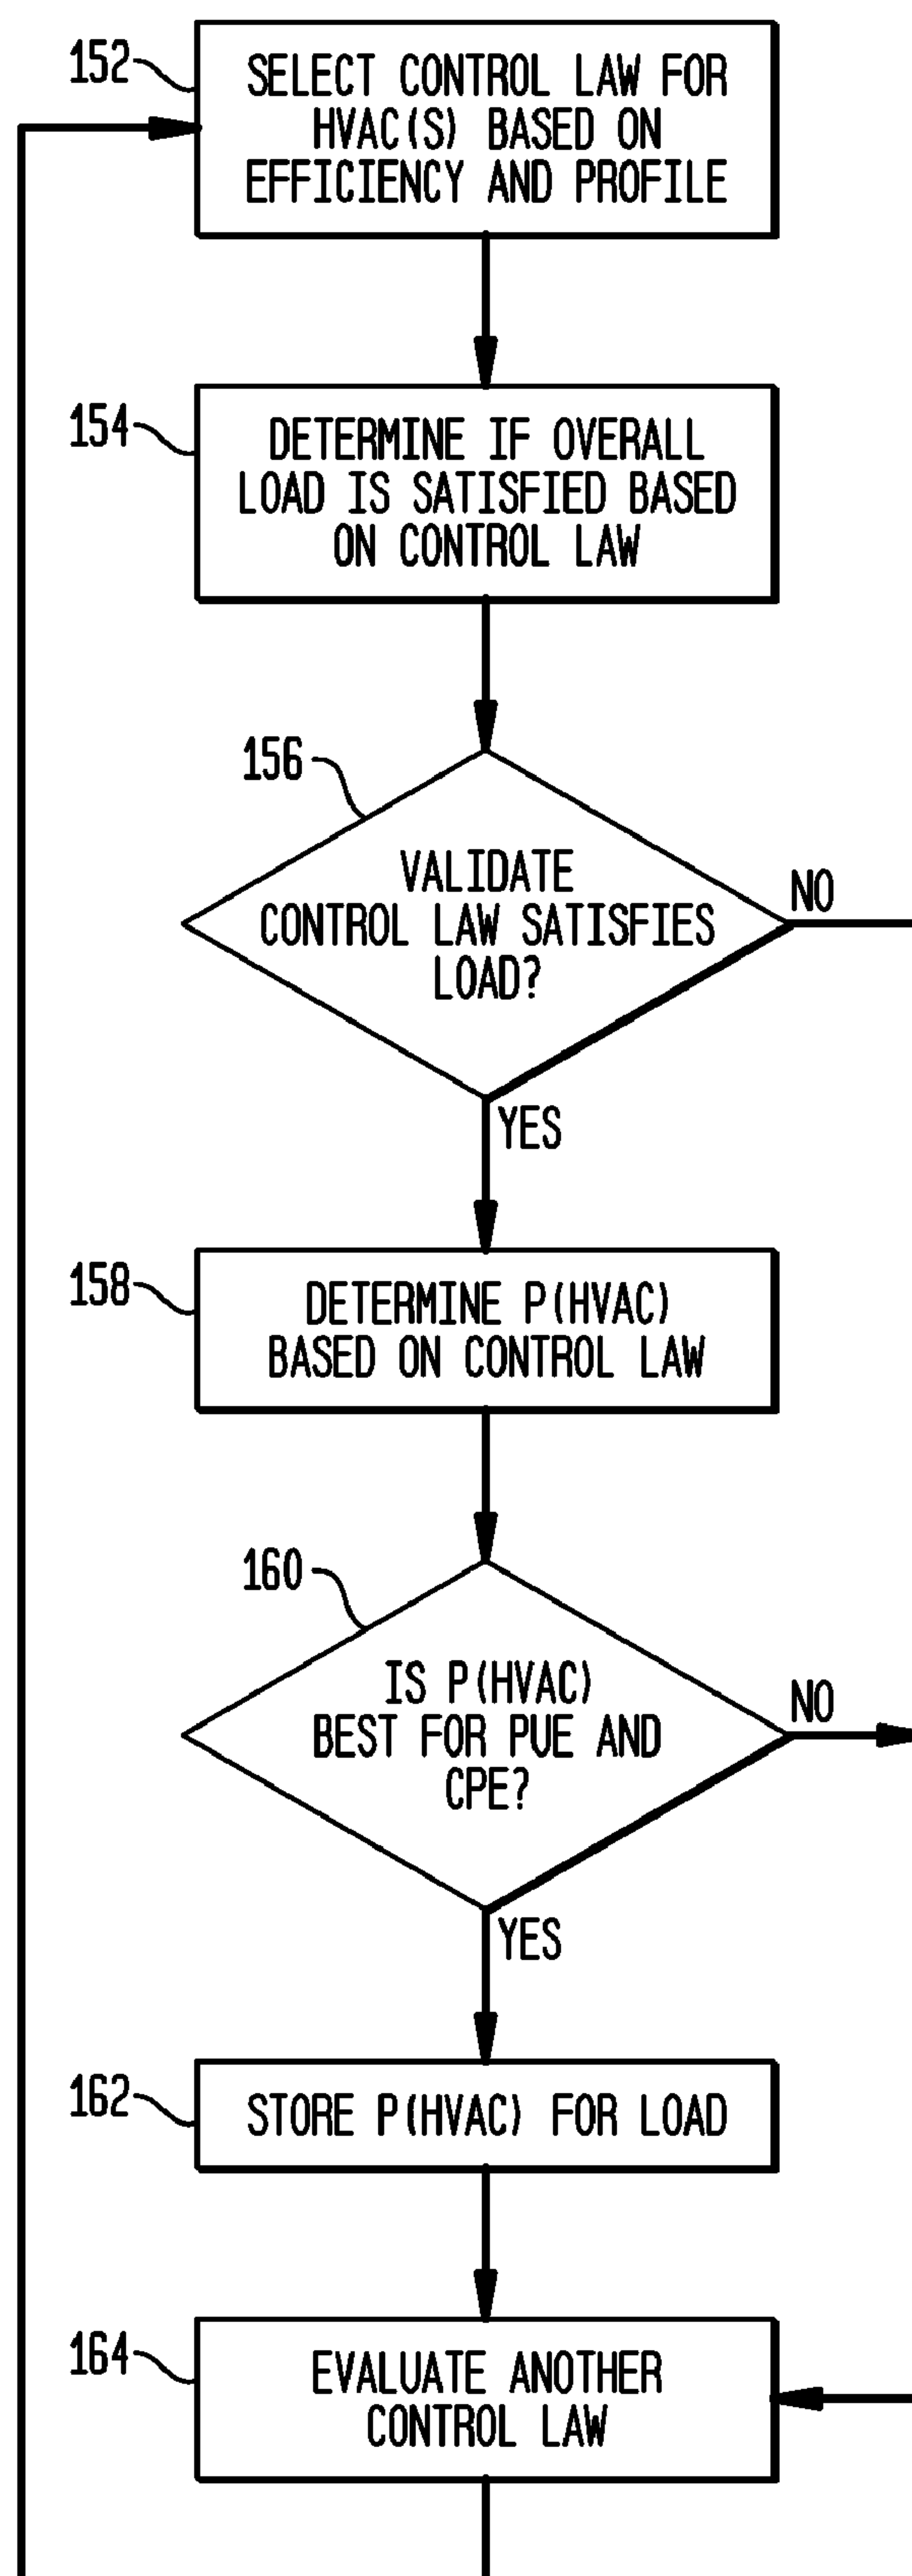 152
SELECT CONTROL LAW FOR
HVAC(S) BASED ON
EFFICIENCY AND PROFILE
154
DETERMINE IF OVERALL
LOAD IS SATISFIED BASED
ON CONTROL LAW
156
VALIDATE
CONTROL LAW SATISFIES
LOAD?
NO
YES
158
DETERMINE P(HVAC)
BASED ON CONTROL LAW
160
IS P(HVAC)
BEST FOR PUE AND
CPE?
NO
YES
162
STORE P(HVAC) FOR LOAD
164
EVALUATE ANOTHER
CONTROL LAW